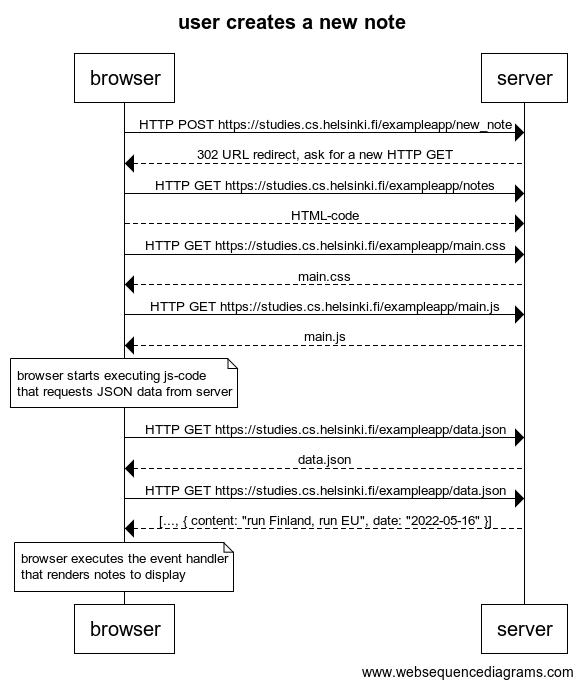 user creates a new note
browser
server
HTTP POST https://studies.cs.helsinki.fi/exampleapp/new_note
302 URL redirect, ask for a new HTTP GET
HTTP GET https://studies.cs.helsinki.fi/exampleapp/notes
HTML-code
HTTP GET https://studies.cs.helsinki.fi/exampleapp/main.css
main.css
HTTP GET https://studies.cs.helsinki.fi/exampleapp/main.js
main.js
browser starts executing js-code
that requests JSON data from server
HTTP GET https://studies.cs.helsinki.fi/exampleapp/data.json
data.json
HTTP GET https://studies.cs.helsinki.fi/exampleapp/data.json
[..., { content: "run Finland, run EU", date: "2022-05-16" }]
browser executes the event handler
that renders notes to display
browser
server
www.websequencediagrams.com